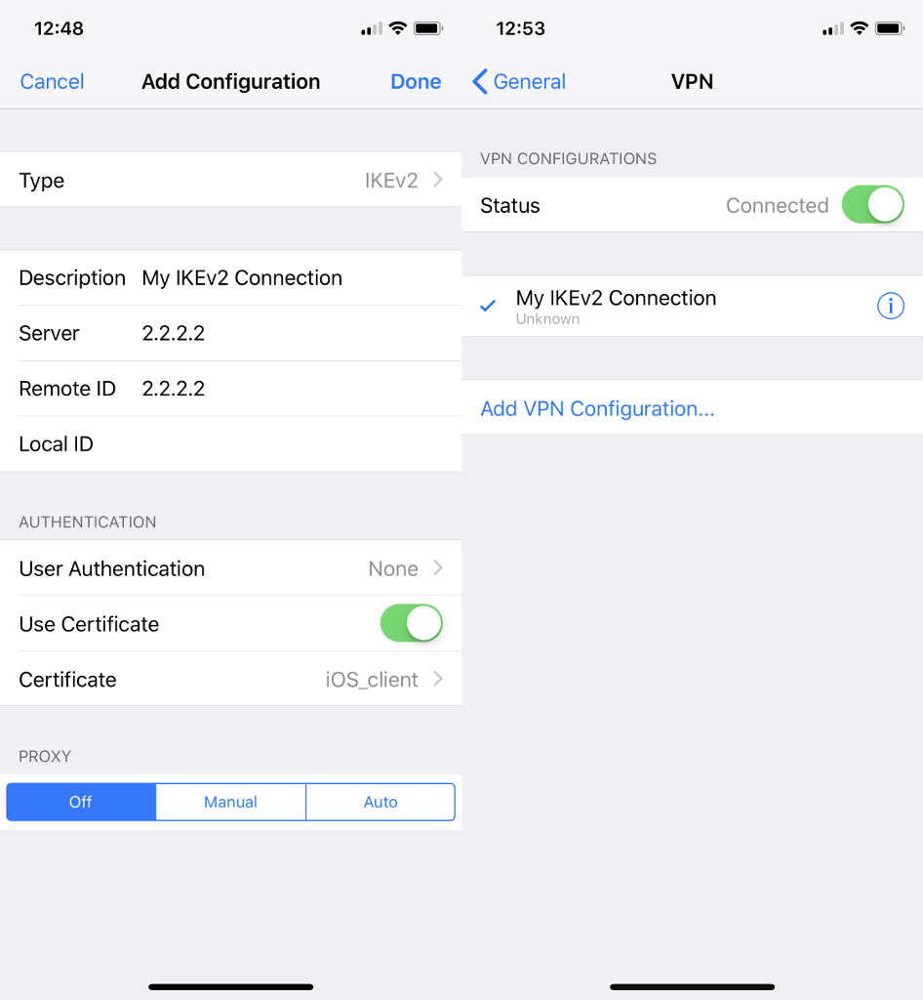 12:48
Cancel Add Configuration Done
Type IKEv2
Description My IKEv2 Connection
Server 2.2.2.2
Remote ID 2.2.2.2
Local ID
AUTHENTICATION
User Authentication None
Use Certificate
Certificate iOS_client
PROXY
Off Manual Auto
12:53
General VPN
VPN CONFIGURATIONS
Status Connected
My IKEv2 Connection
Unknown
Add VPN Configuration...